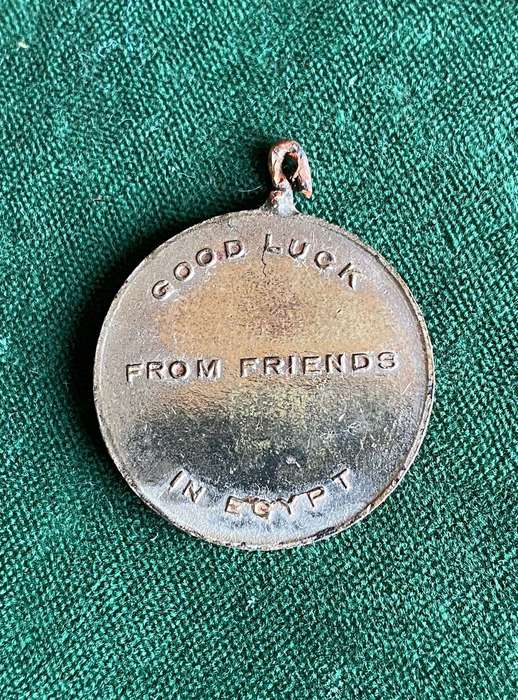 GOOD LUCK
FROM FRIENDS
IN EGYPT